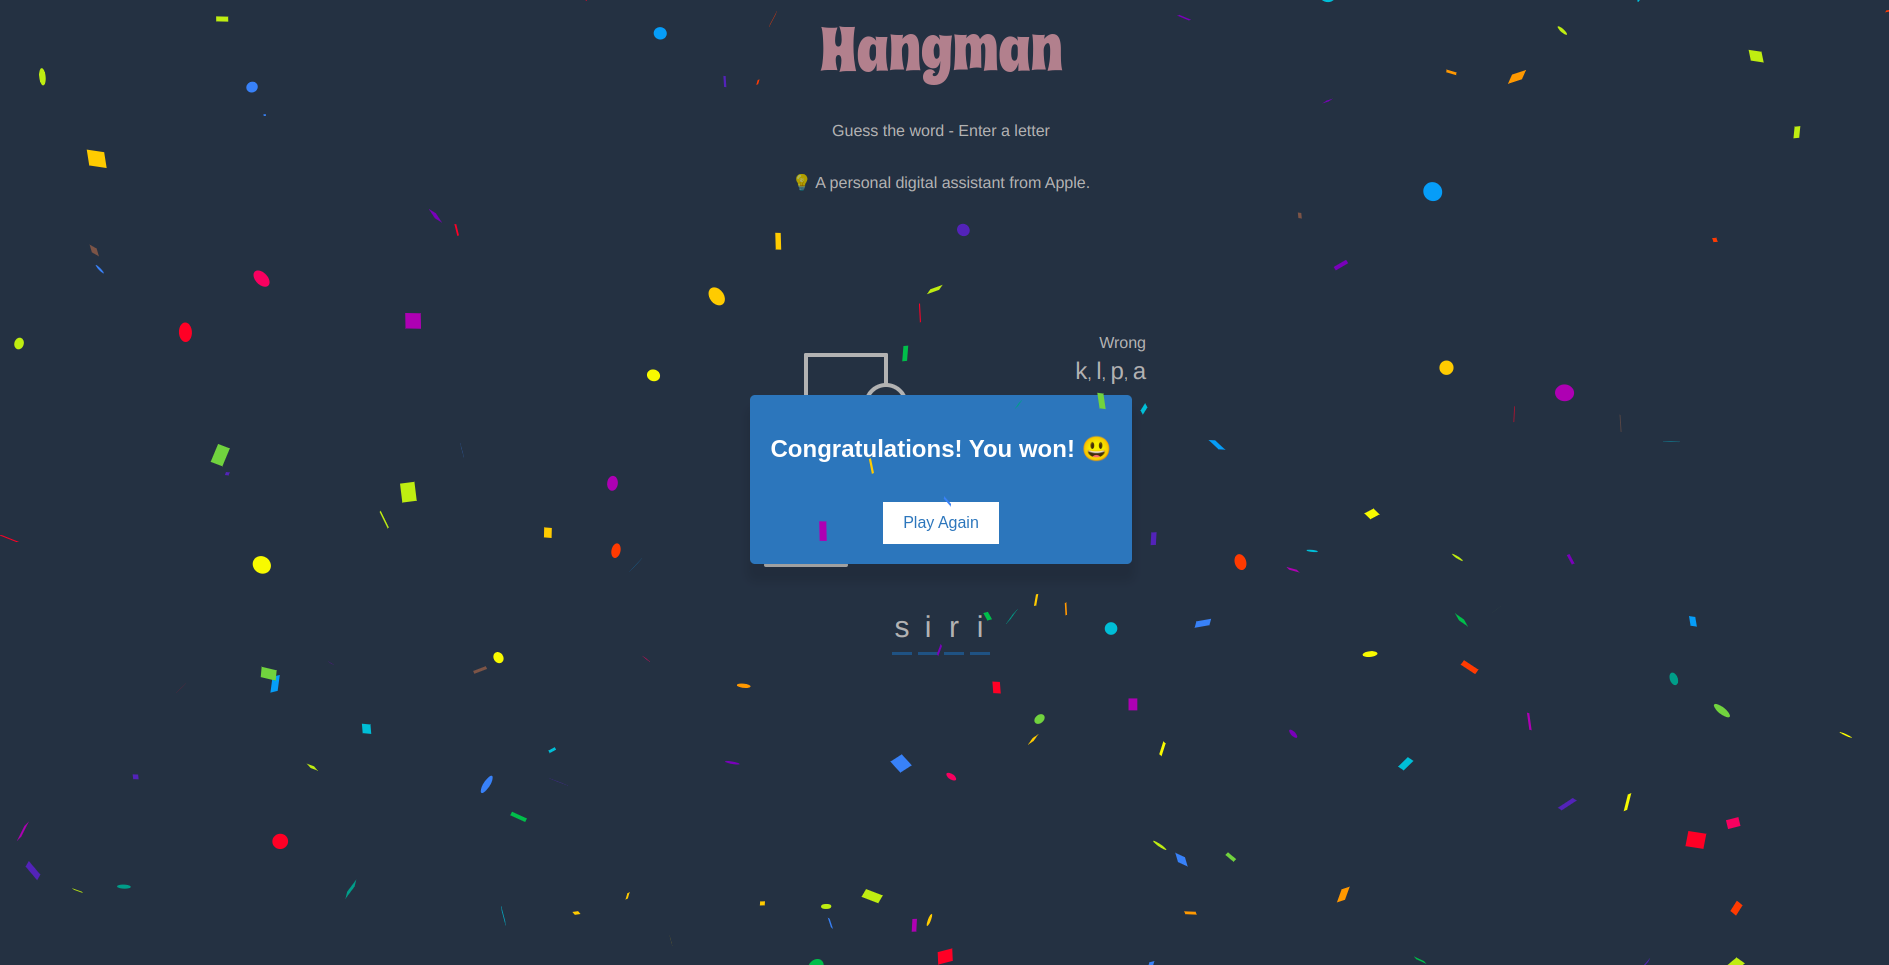 Hangman
Guess the word - Enter a letter
💡 A personal digital assistant from Apple.
Wrong
k, l, p, a
Congratulations! You won! 😃
Play Again
s i r i